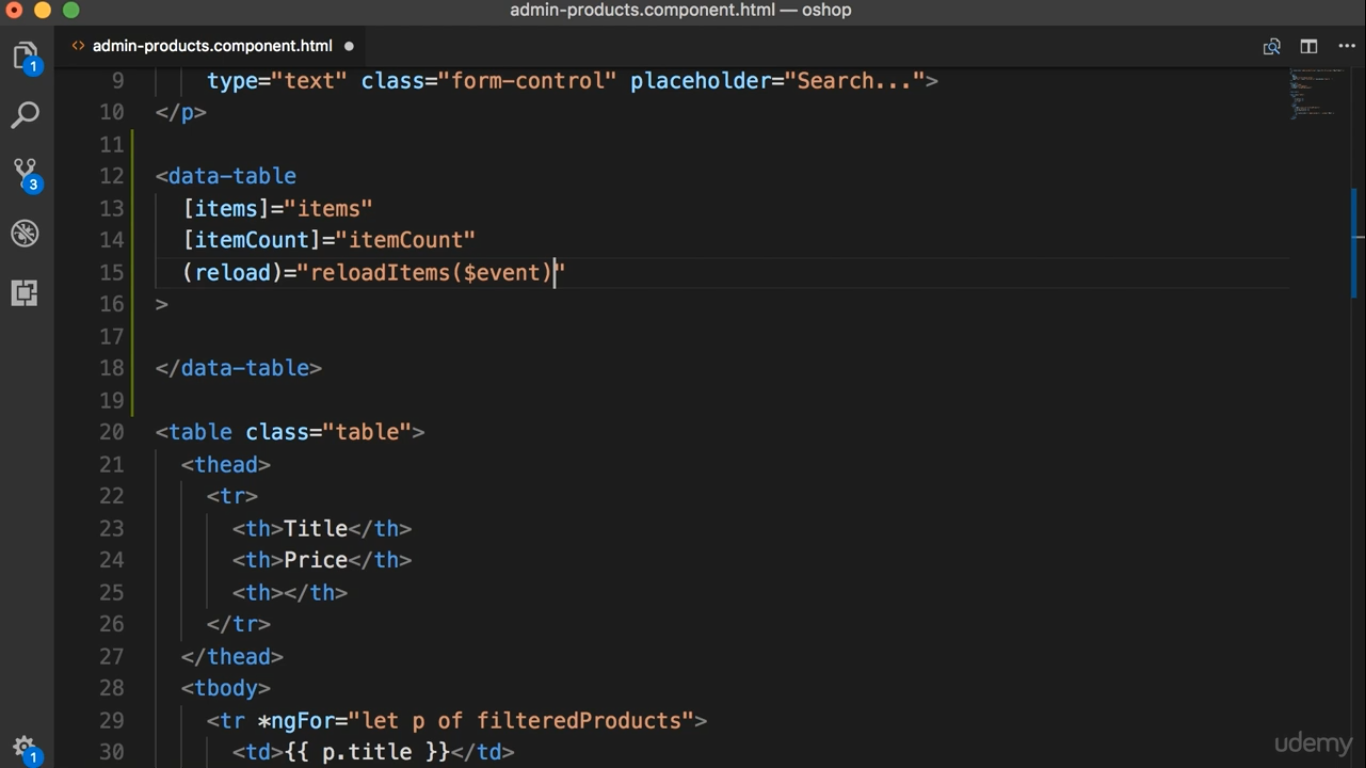 admin-products.component.html — oshop
<> admin-products.component.html ●
1
3
1
9 type="text" class="form-control" placeholder="Search...">
10 </p>
11
12 <data-table
13 [items]="items"
14 [itemCount]="itemCount"
15 (reload)="reloadItems($event)"
16 >
17
18 </data-table>
19
20 <table class="table">
21 <thead>
22 <tr>
23 <th>Title</th>
24 <th>Price</th>
25 <th></th>
26 </tr>
27 </thead>
28 <tbody>
29 <tr *ngFor="let p of filteredProducts">
30 <td>{{ p.title }}</td>
udemy